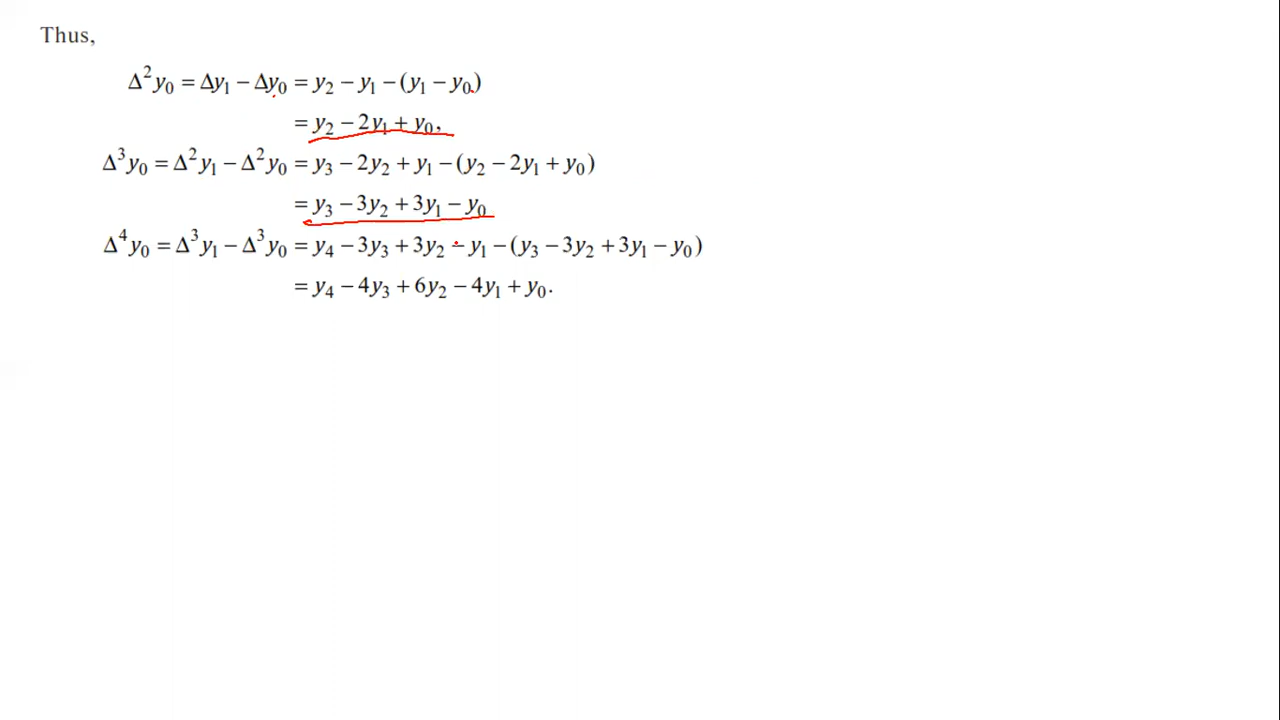 Thus,
Δ²y₀ = Δy₁ − Δy₀ = y₂ − y₁ − (y₁ − y₀)
= y₂ − 2y₁ + y₀,
Δ³y₀ = Δ²y₁ − Δ²y₀ = y₃ − 2y₂ + y₁ − (y₂ − 2y₁ + y₀)
= y₃ − 3y₂ + 3y₁ − y₀
Δ⁴y₀ = Δ³y₁ − Δ³y₀ = y₄ − 3y₃ + 3y₂ − y₁ − (y₃ − 3y₂ + 3y₁ − y₀)
= y₄ − 4y₃ + 6y₂ − 4y₁ + y₀.